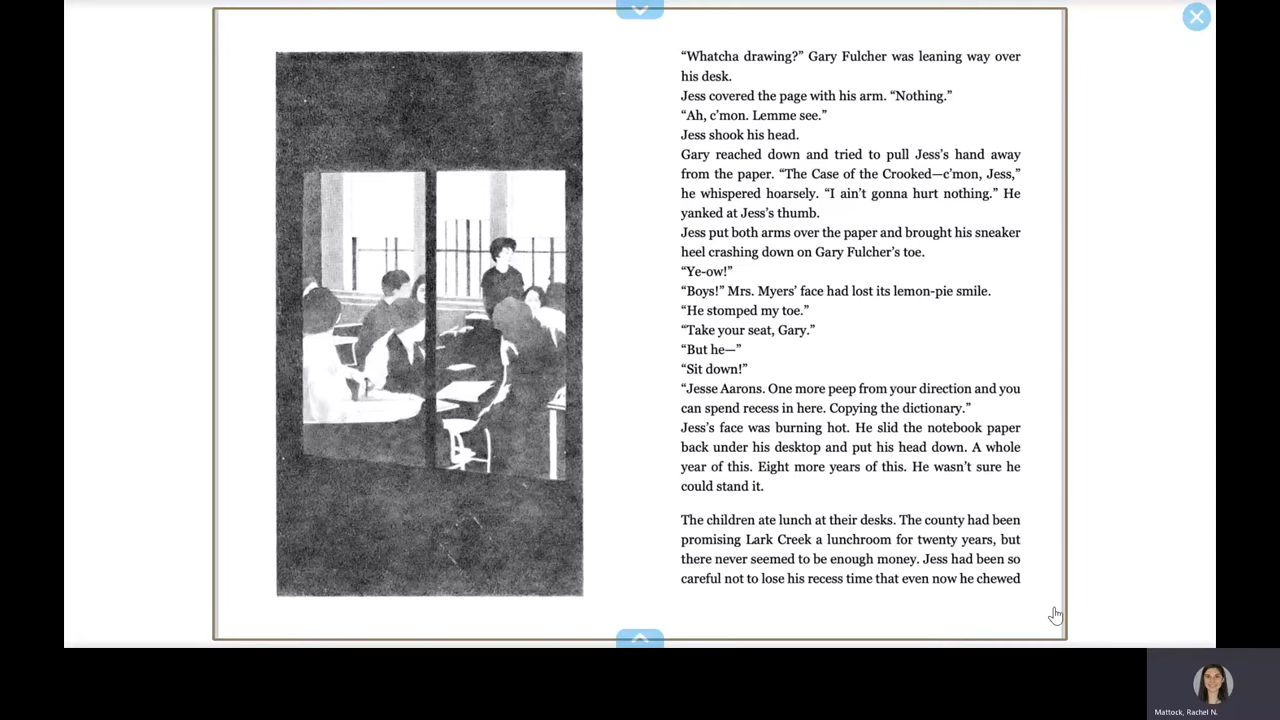 “Whatcha drawing?” Gary Fulcher was leaning way over
his desk.
Jess covered the page with his arm. “Nothing.”
“Ah, c’mon. Lemme see.”
Jess shook his head.
Gary reached down and tried to pull Jess’s hand away
from the paper. “The Case of the Crooked—c’mon, Jess,”
he whispered hoarsely. “I ain’t gonna hurt nothing.” He
yanked at Jess’s thumb.
Jess put both arms over the paper and brought his sneaker
heel crashing down on Gary Fulcher’s toe.
“Ye-ow!”
“Boys!” Mrs. Myers’ face had lost its lemon-pie smile.
“He stomped my toe.”
“Take your seat, Gary.”
“But he—”
“Sit down!”
“Jesse Aarons. One more peep from your direction and you
can spend recess in here. Copying the dictionary.”
Jess’s face was burning hot. He slid the notebook paper
back under his desktop and put his head down. A whole
year of this. Eight more years of this. He wasn’t sure he
could stand it.
The children ate lunch at their desks. The county had been
promising Lark Creek a lunchroom for twenty years, but
there never seemed to be enough money. Jess had been so
careful not to lose his recess time that even now he chewed
Mattock, Rachel N.